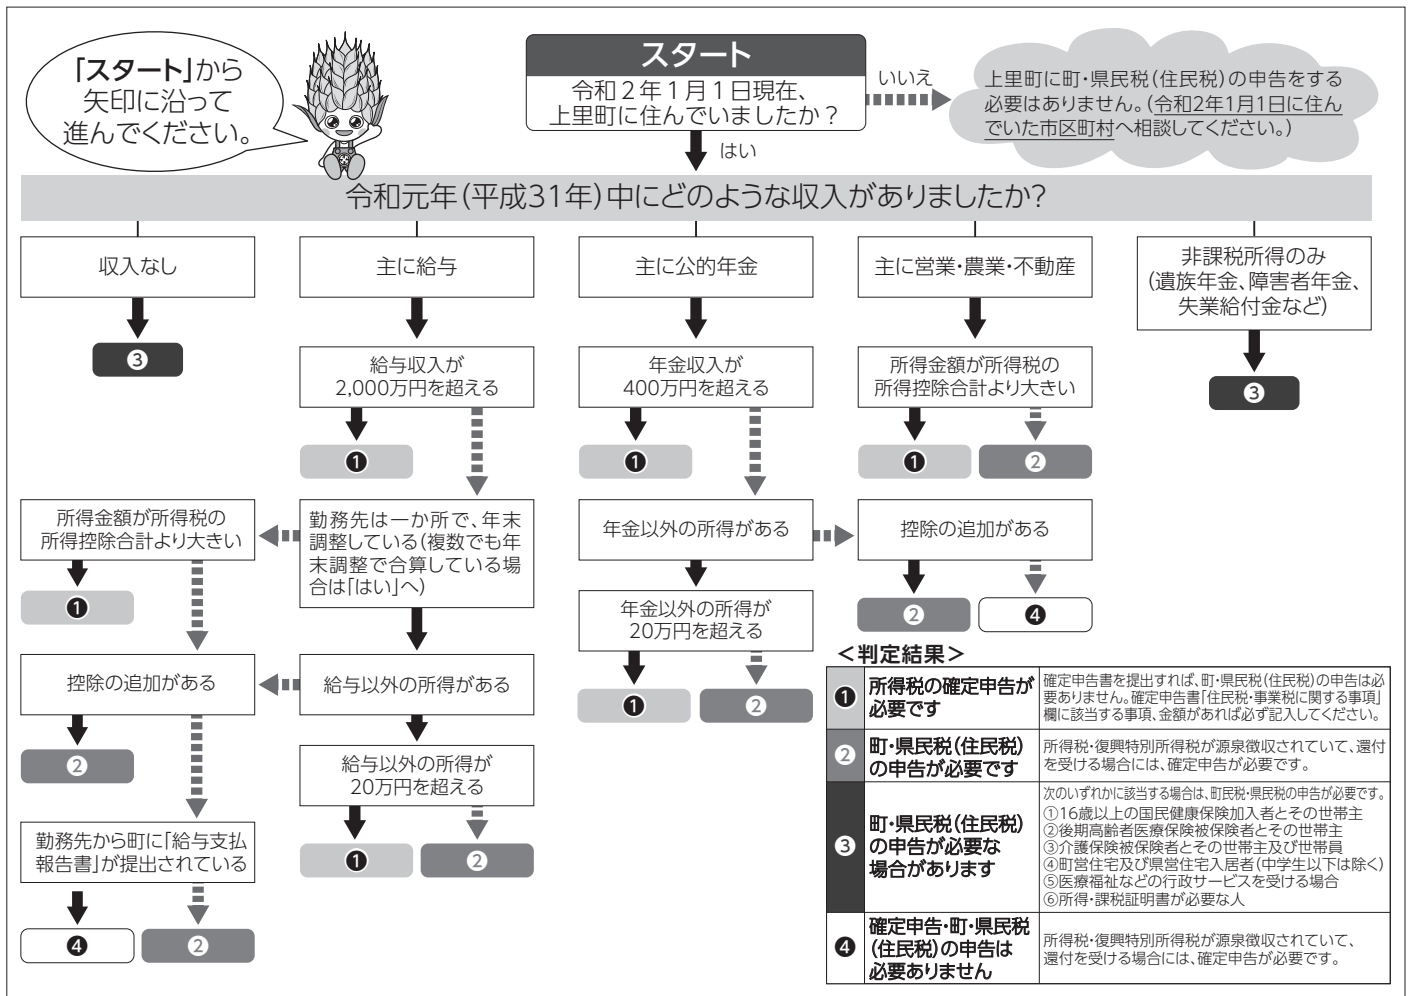 「スタート」から
矢印に沿って
進んでください。
スタート
令和2年1月1日現在、
上里町に住んでいましたか？
いいえ
上里町に町・県民税(住民税)の申告をする
必要はありません。(令和2年1月1日に住ん
でいた市区町村へ相談してください。)
はい
令和元年(平成31年)中にどのような収入がありましたか?
収入なし
❸
主に給与
給与収入が
2,000万円を超える
❶
勤務先は一か所で、年末
調整している(複数でも年
末調整で合算している場
合は「はい」へ)
所得金額が所得税の
所得控除合計より大きい
❶
給与以外の所得がある
控除の追加がある
❷
給与以外の所得が
20万円を超える
❶
❷
勤務先から町に「給与支払
報告書」が提出されている
❹
❷
主に公的年金
年金収入が
400万円を超える
❶
年金以外の所得がある
年金以外の所得が
20万円を超える
❶
❷
控除の追加がある
❷
❹
主に営業・農業・不動産
所得金額が所得税の
所得控除合計より大きい
❶
❷
非課税所得のみ
(遺族年金、障害者年金、
失業給付金など)
❸
＜判定結果＞
❶
所得税の確定申告が
必要です
確定申告書を提出すれば、町・県民税(住民税)の申告は必
要ありません。確定申告書「住民税・事業税に関する事項」
欄に該当する事項、金額があれば必ず記入してください。
❷
町・県民税(住民税)
の申告が必要です
所得税・復興特別所得税が源泉徴収されていて、還付
を受ける場合には、確定申告が必要です。
❸
町・県民税(住民税)
の申告が必要な
場合があります
次のいずれかに該当する場合は、町民税・県民税の申告が必要です。
①16歳以上の国民健康保険加入者とその世帯主
②後期高齢者医療保険被保険者とその世帯主
③介護保険被保険者とその世帯主及び世帯員
④町営住宅及び県営住宅入居者(中学生以下は除く)
⑤医療福祉などの行政サービスを受ける場合
⑥所得・課税証明書が必要な人
❹
確定申告・町・県民税
(住民税)の申告は
必要ありません
所得税・復興特別所得税が源泉徴収されていて、
還付を受ける場合には、確定申告が必要です。